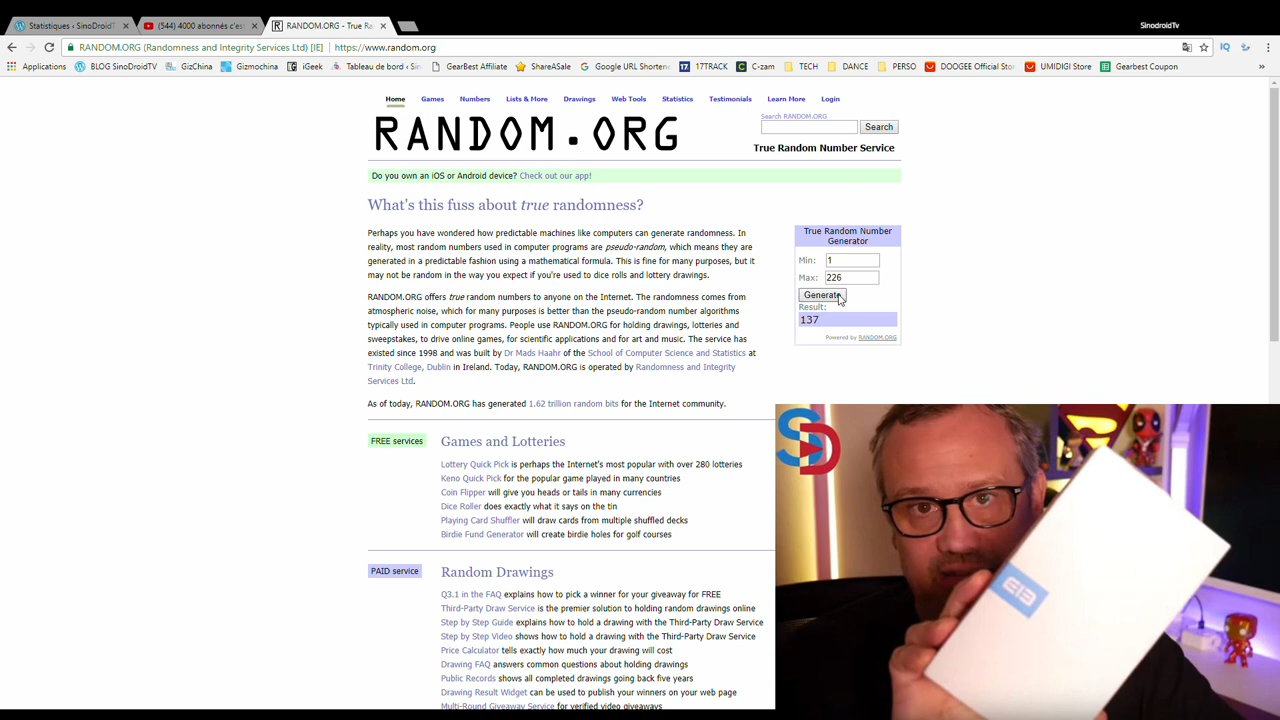 Statistiques ‹ SinoDroidT
(544) 4000 abonnés c'es
RANDOM.ORG - True Ra
SinodroidTv
RANDOM.ORG (Randomness and Integrity Services Ltd) [IE]
https://www.random.org
Applications
BLOG SinoDroidTV
GizChina
Gizmochina
iGeek
Tableau de bord ‹ Si
GearBest Affiliate
ShareASale
Google URL Shortene
17TRACK
C-zam
TECH
DANCE
PERSO
DOOGEE Official Stor
UMIDIGI Store
Gearbest Coupon
»
Home Games Numbers Lists & More Drawings Web Tools Statistics Testimonials Learn More Login
RANDOM.ORG
Search RANDOM.ORG
Search
True Random Number Service
Do you own an iOS or Android device? Check out our app!
What's this fuss about true randomness?
Perhaps you have wondered how predictable machines like computers can generate randomness. In
reality, most random numbers used in computer programs are pseudo-random, which means they are
generated in a predictable fashion using a mathematical formula. This is fine for many purposes, but it
may not be random in the way you expect if you're used to dice rolls and lottery drawings.
RANDOM.ORG offers true random numbers to anyone on the Internet. The randomness comes from
atmospheric noise, which for many purposes is better than the pseudo-random number algorithms
typically used in computer programs. People use RANDOM.ORG for holding drawings, lotteries and
sweepstakes, to drive online games, for scientific applications and for art and music. The service has
existed since 1998 and was built by Dr Mads Haahr of the School of Computer Science and Statistics at
Trinity College, Dublin in Ireland. Today, RANDOM.ORG is operated by Randomness and Integrity
Services Ltd.
As of today, RANDOM.ORG has generated 1.62 trillion random bits for the Internet community.
True Random Number
Generator
Min: 1
Max: 226
Generate
Result:
137
Powered by RANDOM.ORG
FREE services
Games and Lotteries
Lottery Quick Pick is perhaps the Internet's most popular with over 280 lotteries
Keno Quick Pick for the popular game played in many countries
Coin Flipper will give you heads or tails in many currencies
Dice Roller does exactly what it says on the tin
Playing Card Shuffler will draw cards from multiple shuffled decks
Birdie Fund Generator will create birdie holes for golf courses
PAID service
Random Drawings
Q3.1 in the FAQ explains how to pick a winner for your giveaway for FREE
Third-Party Draw Service is the premier solution to holding random drawings online
Step by Step Guide explains how to hold a drawing with the Third-Party Draw Service
Step by Step Video shows how to hold a drawing with the Third-Party Draw Service
Price Calculator tells exactly how much your drawing will cost
Drawing FAQ answers common questions about holding drawings
Public Records shows all completed drawings going back five years
Drawing Result Widget can be used to publish your winners on your web page
Multi-Round Giveaway Service for verified video giveaways
SD